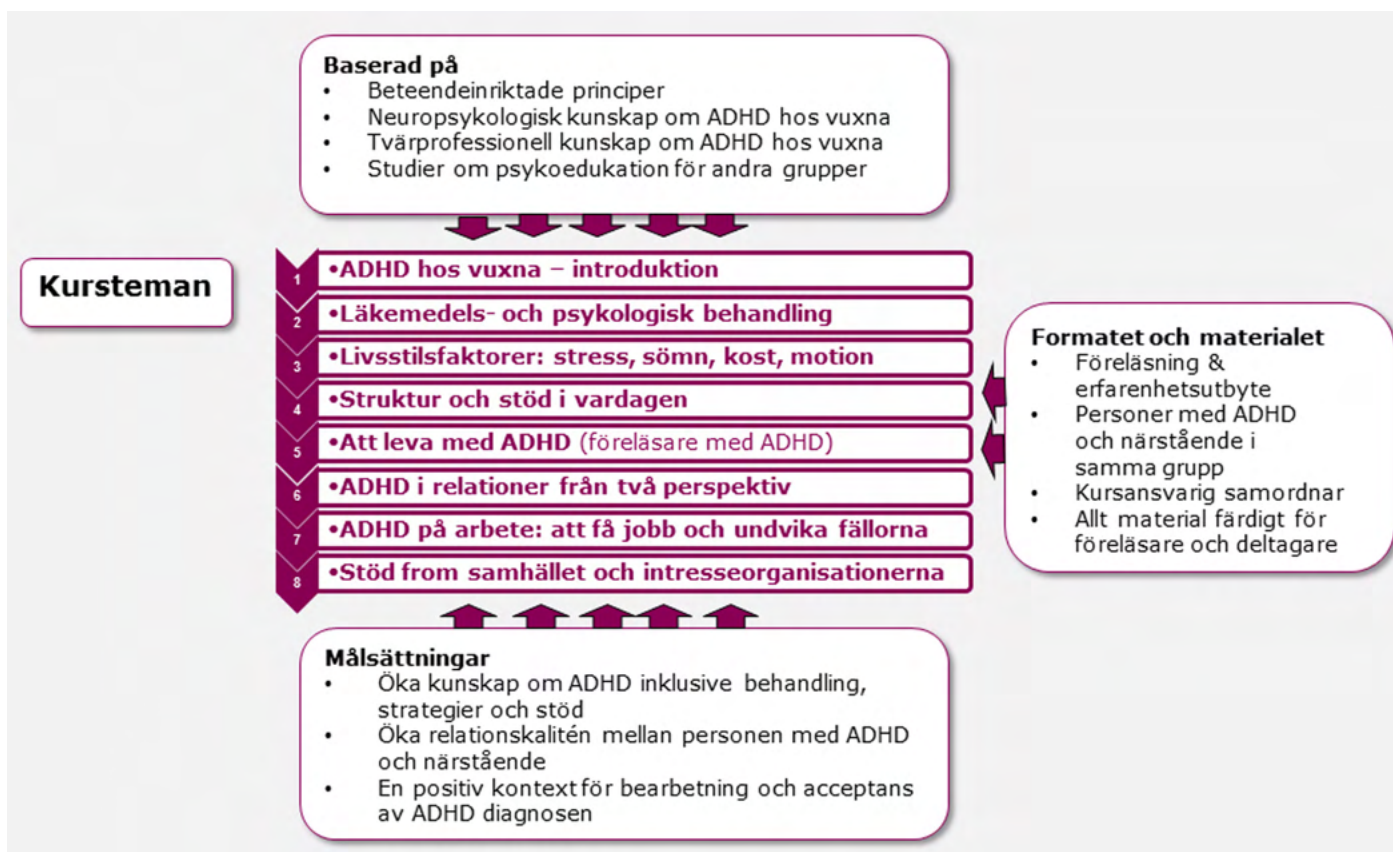 Baserad på
• Beteendeinriktade principer
• Neuropsykologisk kunskap om ADHD hos vuxna
• Tvärprofessionell kunskap om ADHD hos vuxna
• Studier om psykoedukation för andra grupper
Kursteman
1 •ADHD hos vuxna – introduktion
2 •Läkemedels- och psykologisk behandling
3 •Livsstilsfaktorer: stress, sömn, kost, motion
4 •Struktur och stöd i vardagen
5 •Att leva med ADHD (föreläsare med ADHD)
6 •ADHD i relationer från två perspektiv
7 •ADHD på arbete: att få jobb och undvika fällorna
8 •Stöd from samhället och intresseorganisationerna
Formatet och materialet
• Föreläsning &
erfarenhetsutbyte
• Personer med ADHD
och närstående i
samma grupp
• Kursansvarig samordnar
• Allt material färdigt för
föreläsare och deltagare
Målsättningar
• Öka kunskap om ADHD inklusive behandling,
strategier och stöd
• Öka relationskalitén mellan personen med ADHD
och närstående
• En positiv kontext för bearbetning och acceptans
av ADHD diagnosen